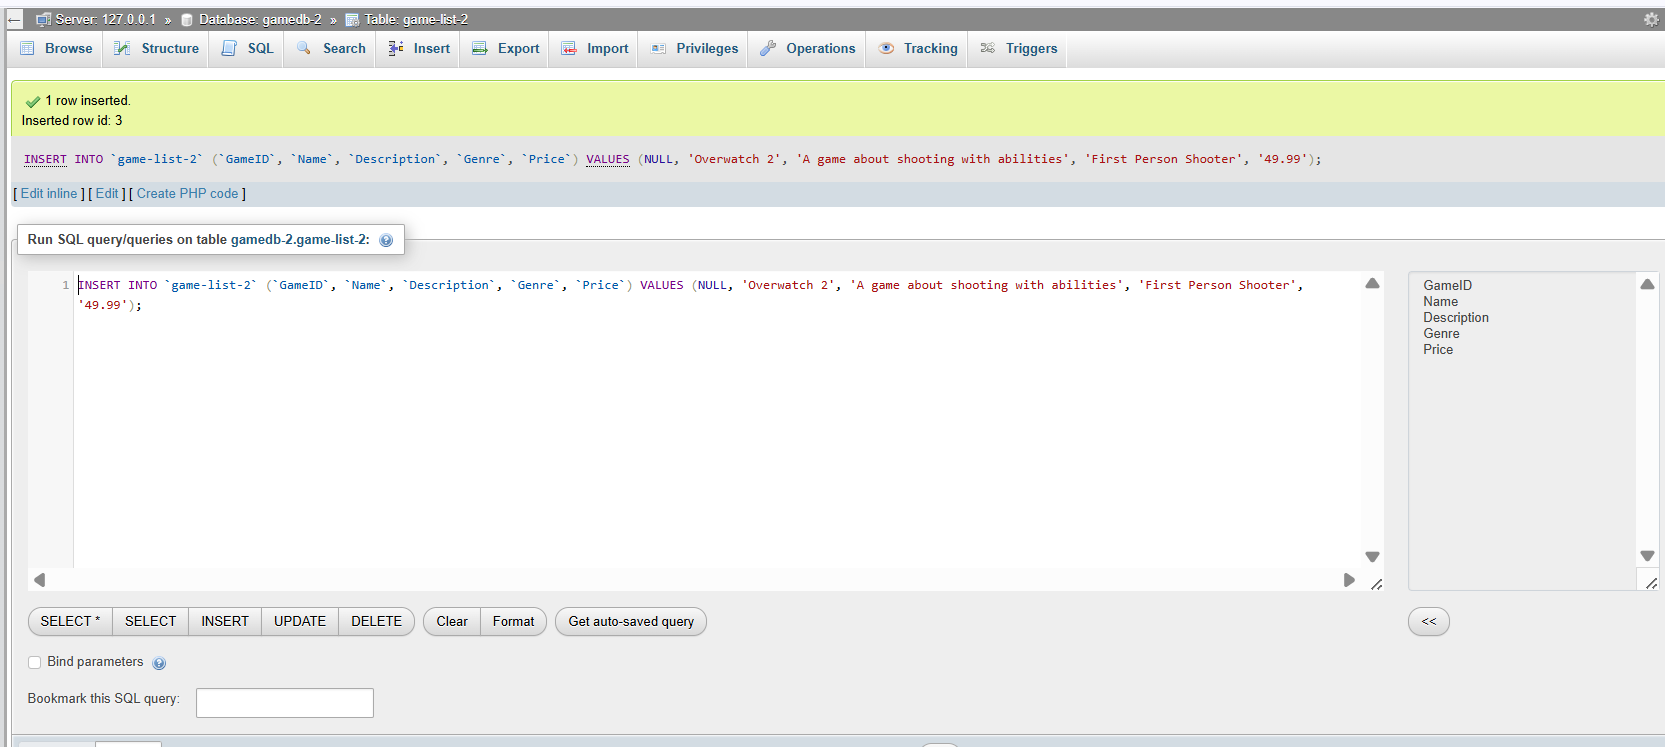 Server: 127.0.0.1 » Database: gamedb-2 » Table: game-list-2
Browse Structure SQL Search Insert Export Import Privileges Operations Tracking Triggers
1 row inserted.
Inserted row id: 3
INSERT INTO `game-list-2` (`GameID`, `Name`, `Description`, `Genre`, `Price`) VALUES (NULL, 'Overwatch 2', 'A game about shooting with abilities', 'First Person Shooter', '49.99');
[ Edit inline ] [ Edit ] [ Create PHP code ]
Run SQL query/queries on table gamedb-2.game-list-2:
1 INSERT INTO `game-list-2` (`GameID`, `Name`, `Description`, `Genre`, `Price`) VALUES (NULL, 'Overwatch 2', 'A game about shooting with abilities', 'First Person Shooter',
'49.99');
GameID
Name
Description
Genre
Price
SELECT * SELECT INSERT UPDATE DELETE Clear Format Get auto-saved query <<
Bind parameters
Bookmark this SQL query: